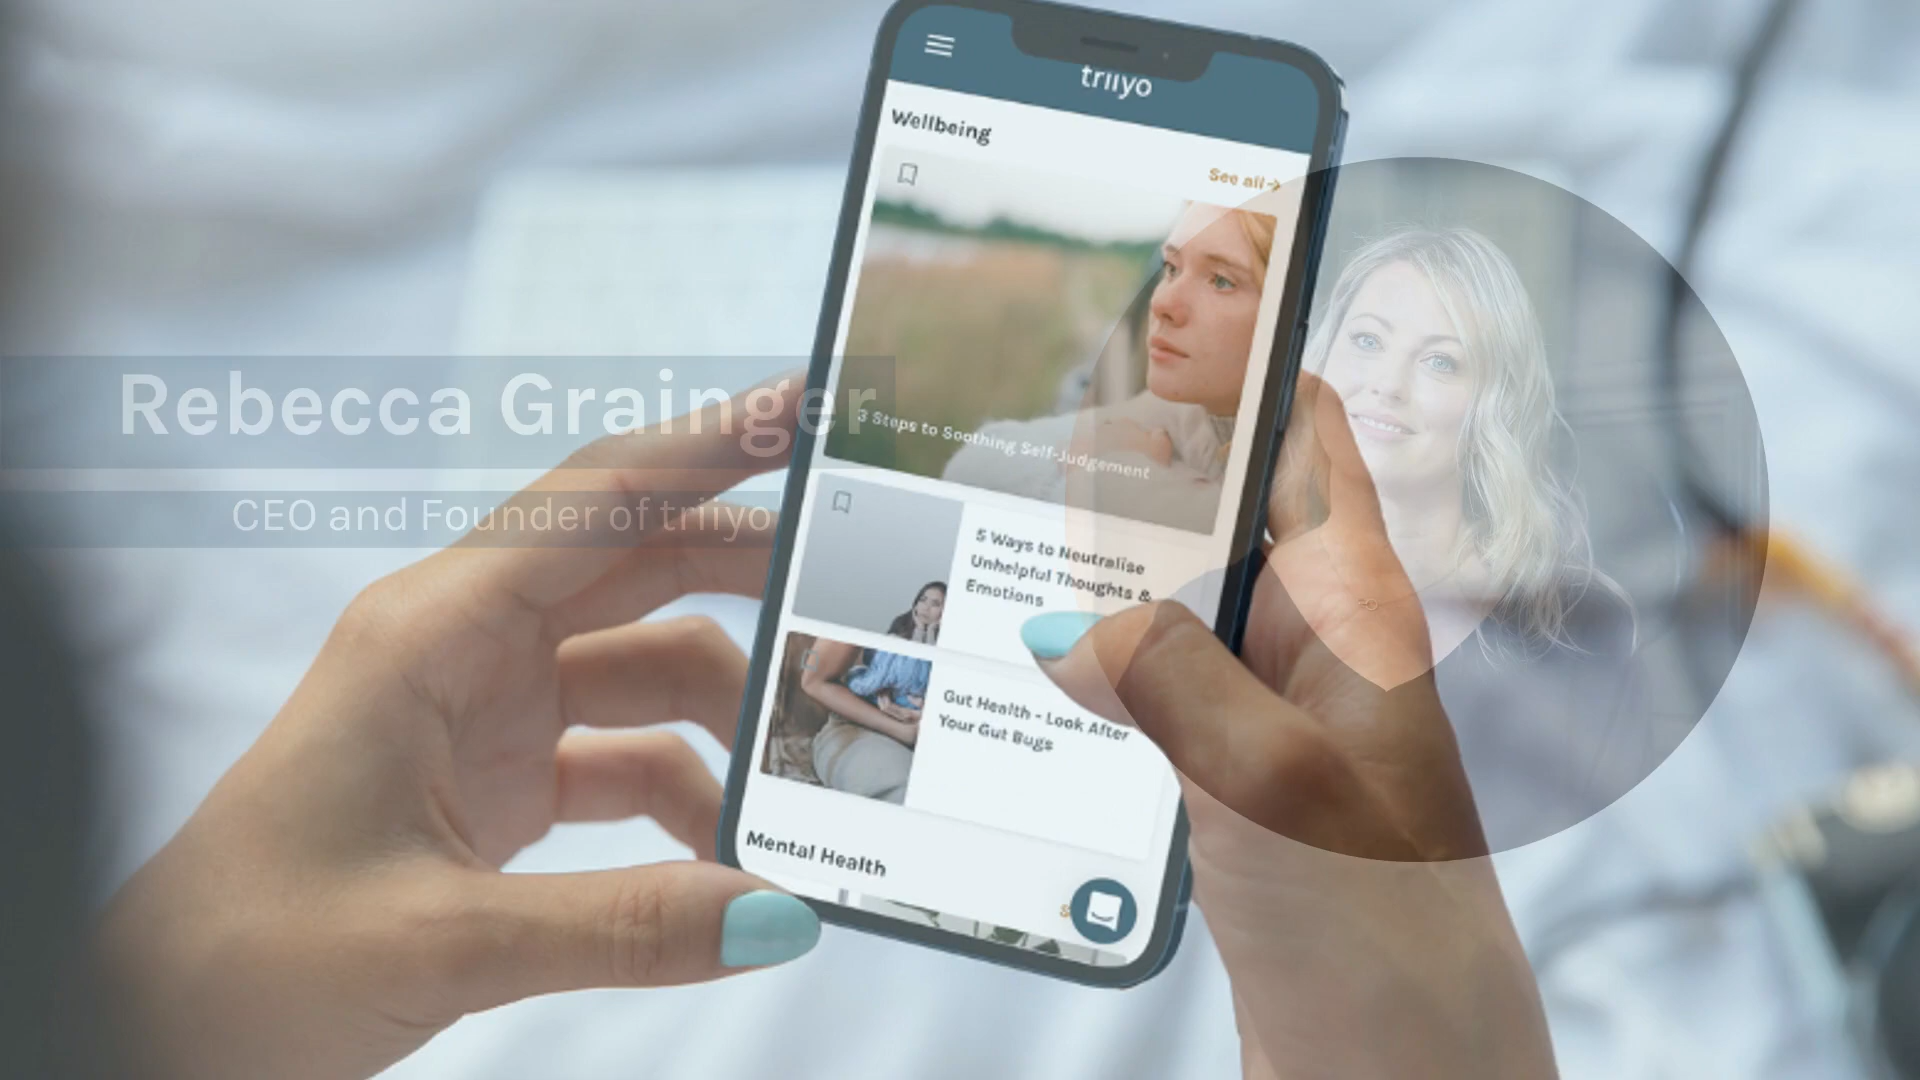 triiyo
Wellbeing
See all→
3 Steps to Soothing Self-Judgement
Rebecca Grainger
CEO and Founder of triiyo
5 Ways to Neutralise
Unhelpful Thoughts &
Emotions
Gut Health - Look After
Your Gut Bugs
Mental Health